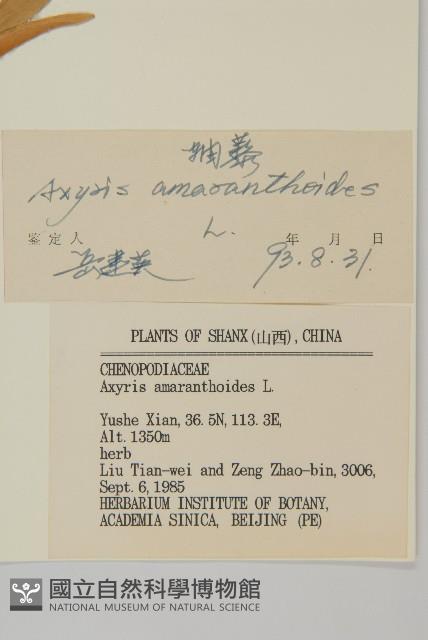 轴藜
Axyris amaranthoides
L.
鉴定人 年 月 日
岳建英 93.8.31.
PLANTS OF SHANX(山西), CHINA
CHENOPODIACEAE
Axyris amaranthoides L.
Yushe Xian, 36.5N, 113.3E,
Alt. 1350m
herb
Liu Tian-wei and Zeng Zhao-bin, 3006,
Sept. 6, 1985
HERBARIUM INSTITUTE OF BOTANY,
ACADEMIA SINICA, BEIJING (PE)
國立自然科學博物館
NATIONAL MUSEUM OF NATURAL SCIENCE